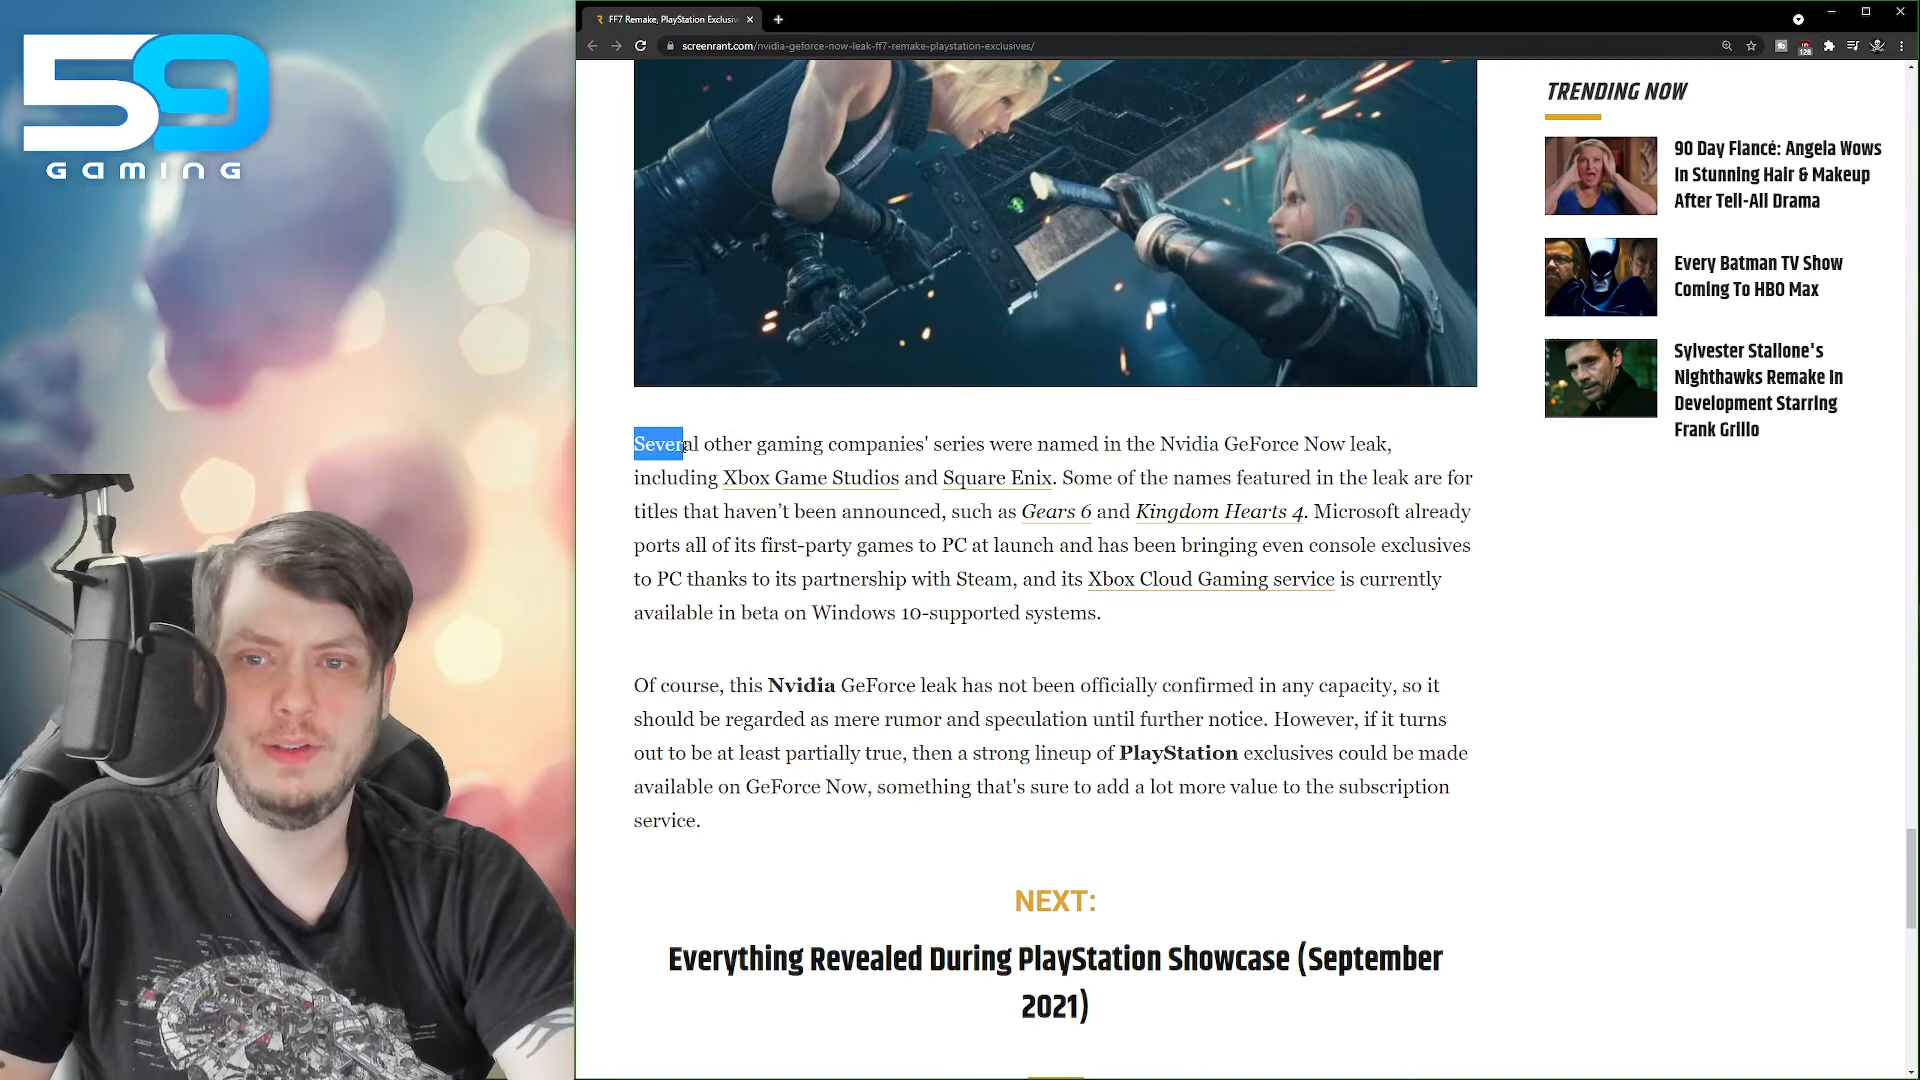 59
GAMING
FF7 Remake, PlayStation Exclusiv
screenrant.com/nvidia-geforce-now-leak-ff7-remake-playstation-exclusives/
128
TRENDING NOW
90 Day Fiancé: Angela Wows
In Stunning Hair & Makeup
After Tell-All Drama
Every Batman TV Show
Coming To HBO Max
Sylvester Stallone's
Nighthawks Remake In
Development Starring
Frank Grillo
Several other gaming companies' series were named in the Nvidia GeForce Now leak,
including Xbox Game Studios and Square Enix. Some of the names featured in the leak are for
titles that haven’t been announced, such as Gears 6 and Kingdom Hearts 4. Microsoft already
ports all of its first-party games to PC at launch and has been bringing even console exclusives
to PC thanks to its partnership with Steam, and its Xbox Cloud Gaming service is currently
available in beta on Windows 10-supported systems.
Of course, this Nvidia GeForce leak has not been officially confirmed in any capacity, so it
should be regarded as mere rumor and speculation until further notice. However, if it turns
out to be at least partially true, then a strong lineup of PlayStation exclusives could be made
available on GeForce Now, something that's sure to add a lot more value to the subscription
service.
NEXT:
Everything Revealed During PlayStation Showcase (September
2021)